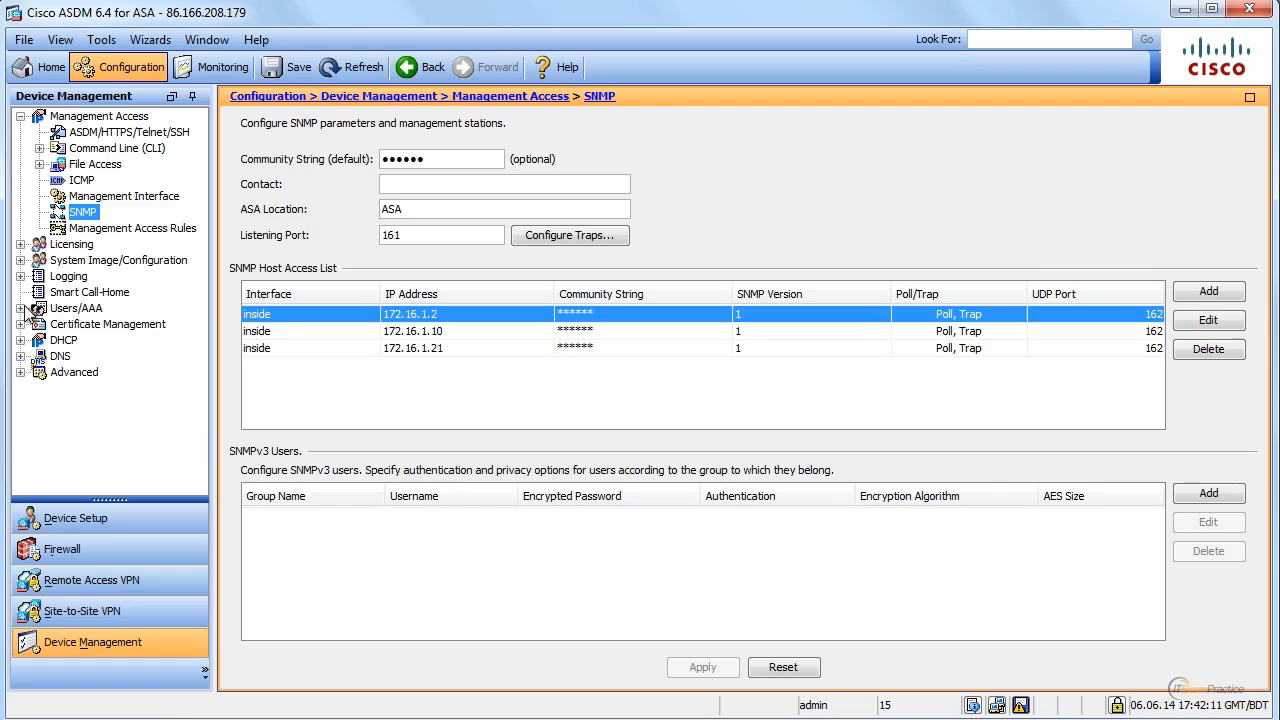 Cisco ASDM 6.4 for ASA - 86.166.208.179
File View Tools Wizards Window Help Look For: Go
Home Configuration Monitoring Save Refresh Back Forward Help
CISCO
Device Management
Management Access
ASDM/HTTPS/Telnet/SSH
Command Line (CLI)
File Access
ICMP
Management Interface
SNMP
Management Access Rules
Licensing
System Image/Configuration
Logging
Smart Call-Home
Users/AAA
Certificate Management
DHCP
DNS
Advanced
Device Setup
Firewall
Remote Access VPN
Site-to-Site VPN
Device Management
»
Configuration > Device Management > Management Access > SNMP
Configure SNMP parameters and management stations.
Community String (default): •••••• (optional)
Contact:
ASA Location: ASA
Listening Port: 161 Configure Traps...
SNMP Host Access List
Interface IP Address Community String SNMP Version Poll/Trap UDP Port
inside 172.16.1.2 ****** 1 Poll, Trap 162
inside 172.16.1.10 ****** 1 Poll, Trap 162
inside 172.16.1.21 ****** 1 Poll, Trap 162
Add
Edit
Delete
SNMPv3 Users.
Configure SNMPv3 users. Specify authentication and privacy options for users according to the group to which they belong.
Group Name Username Encrypted Password Authentication Encryption Algorithm AES Size
Add
Edit
Delete
Apply Reset
admin 15 06.06.14 17:42:11 GMT/BDT